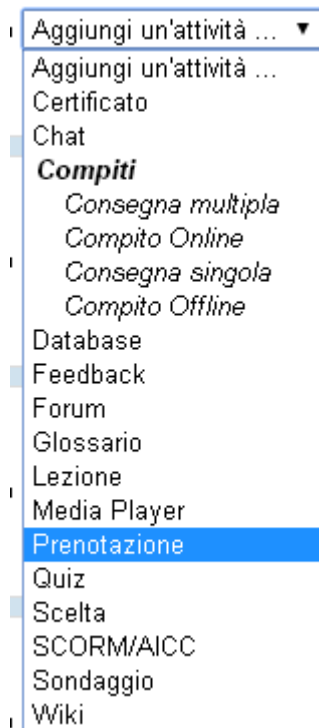 Aggiungi un'attività ...
Aggiungi un'attività ...
Certificato
Chat
Compiti
Consegna multipla
Compito Online
Consegna singola
Compito Offline
Database
Feedback
Forum
Glossario
Lezione
Media Player
Prenotazione
Quiz
Scelta
SCORM/AICC
Sondaggio
Wiki